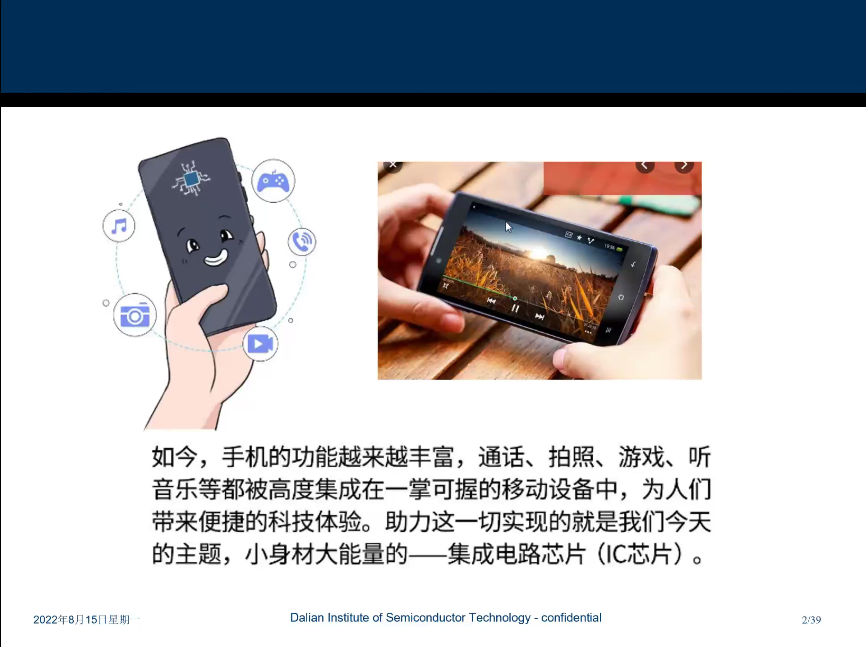 如今，手机的功能越来越丰富，通话、拍照、游戏、听
音乐等都被高度集成在一掌可握的移动设备中，为人们
带来便捷的科技体验。助力这一切实现的就是我们今天
的主题，小身材大能量的——集成电路芯片（IC芯片）。
2022年8月15日星期一
Dalian Institute of Semiconductor Technology - confidential
2/39